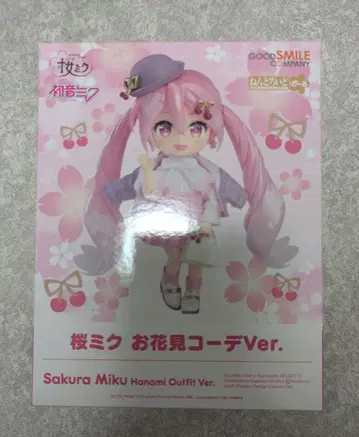 桜ミク
初音ミク
GOOD SMILE
COMPANY
ねんどろいど
どーる
桜ミク お花見コーデVer.
Sakura Miku Hanami Outfit Ver.